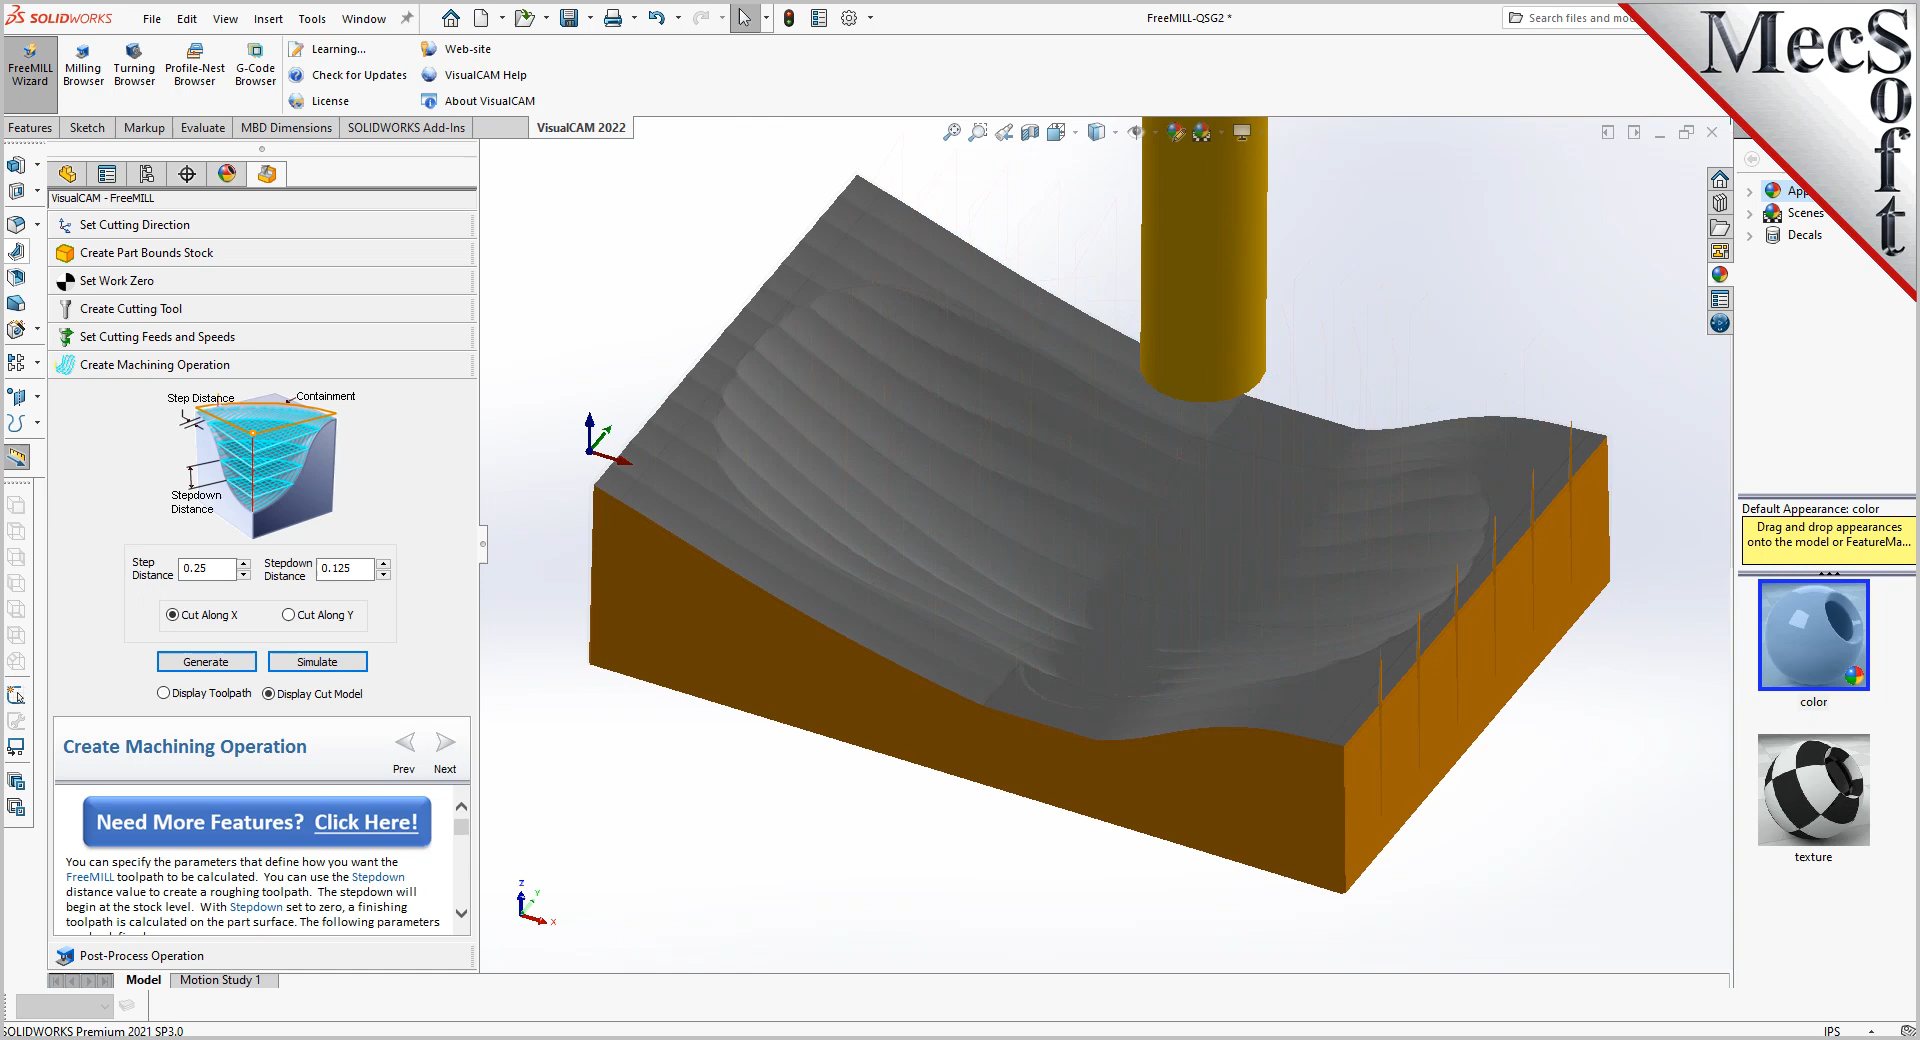 SOLIDWORKS
File Edit View Insert Tools Window
FreeMILL-QSG2 *
Search files and mod
MecSoft
FreeMILL Wizard
Milling Browser
Turning Browser
Profile-Nest Browser
G-Code Browser
Learning...
Check for Updates
License
Web-site
VisualCAM Help
About VisualCAM
Features Sketch Markup Evaluate MBD Dimensions SOLIDWORKS Add-Ins VisualCAM 2022
VisualCAM - FreeMILL
Set Cutting Direction
Create Part Bounds Stock
Set Work Zero
Create Cutting Tool
Set Cutting Feeds and Speeds
Create Machining Operation
Step Distance
Containment
Stepdown
Distance
Step Distance 0.25
Stepdown Distance 0.125
Cut Along X Cut Along Y
Generate Simulate
Display Toolpath Display Cut Model
Create Machining Operation
Prev Next
Need More Features? Click Here!
You can specify the parameters that define how you want the
FreeMILL toolpath to be calculated. You can use the Stepdown
distance value to create a roughing toolpath. The stepdown will
begin at the stock level. With Stepdown set to zero, a finishing
toolpath is calculated on the part surface. The following parameters
Post-Process Operation
Model Motion Study 1
SOLIDWORKS Premium 2021 SP3.0
IPS
Z
Y
X
App
Scenes
Decals
Default Appearance: color
Drag and drop appearances
onto the model or FeatureMa...
color
texture